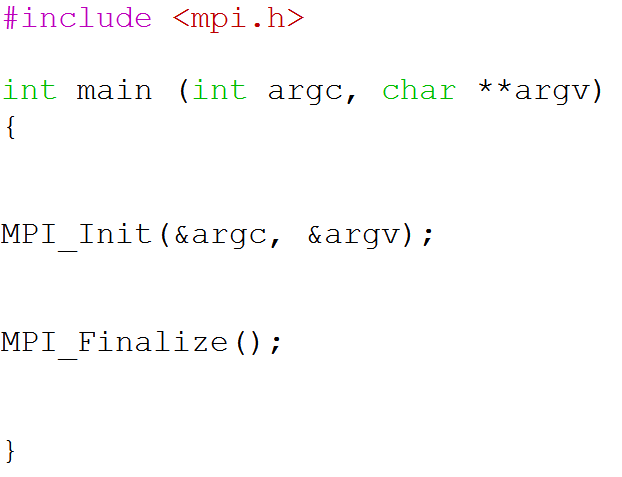 #include <mpi.h>
int main (int argc, char **argv)
{
MPI_Init(&argc, &argv);
MPI_Finalize();
}